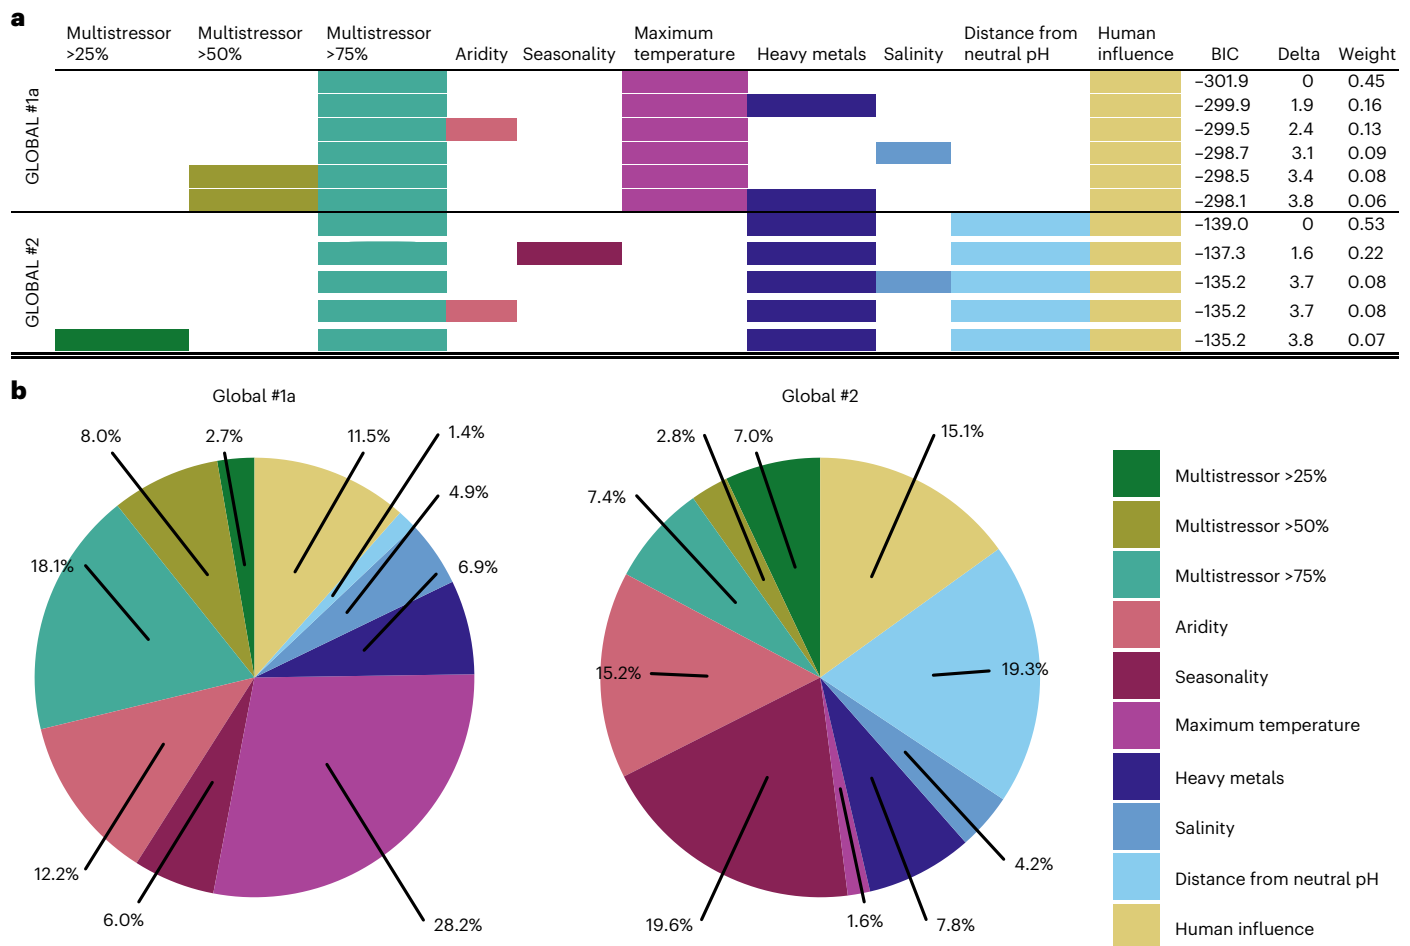 a
Multistressor >25%
Multistressor >50%
Multistressor >75%
Aridity
Seasonality
Maximum temperature
Heavy metals
Salinity
Distance from neutral pH
Human influence
BIC
Delta
Weight
GLOBAL #1a
−301.9 0 0.45
−299.9 1.9 0.16
−299.5 2.4 0.13
−298.7 3.1 0.09
−298.5 3.4 0.08
−298.1 3.8 0.06
GLOBAL #2
−139.0 0 0.53
−137.3 1.6 0.22
−135.2 3.7 0.08
−135.2 3.7 0.08
−135.2 3.8 0.07
b
Global #1a
8.0%
2.7%
11.5%
1.4%
4.9%
6.9%
18.1%
12.2%
6.0%
28.2%
Global #2
2.8%
7.0%
15.1%
7.4%
15.2%
19.3%
4.2%
19.6%
1.6%
7.8%
Multistressor >25%
Multistressor >50%
Multistressor >75%
Aridity
Seasonality
Maximum temperature
Heavy metals
Salinity
Distance from neutral pH
Human influence